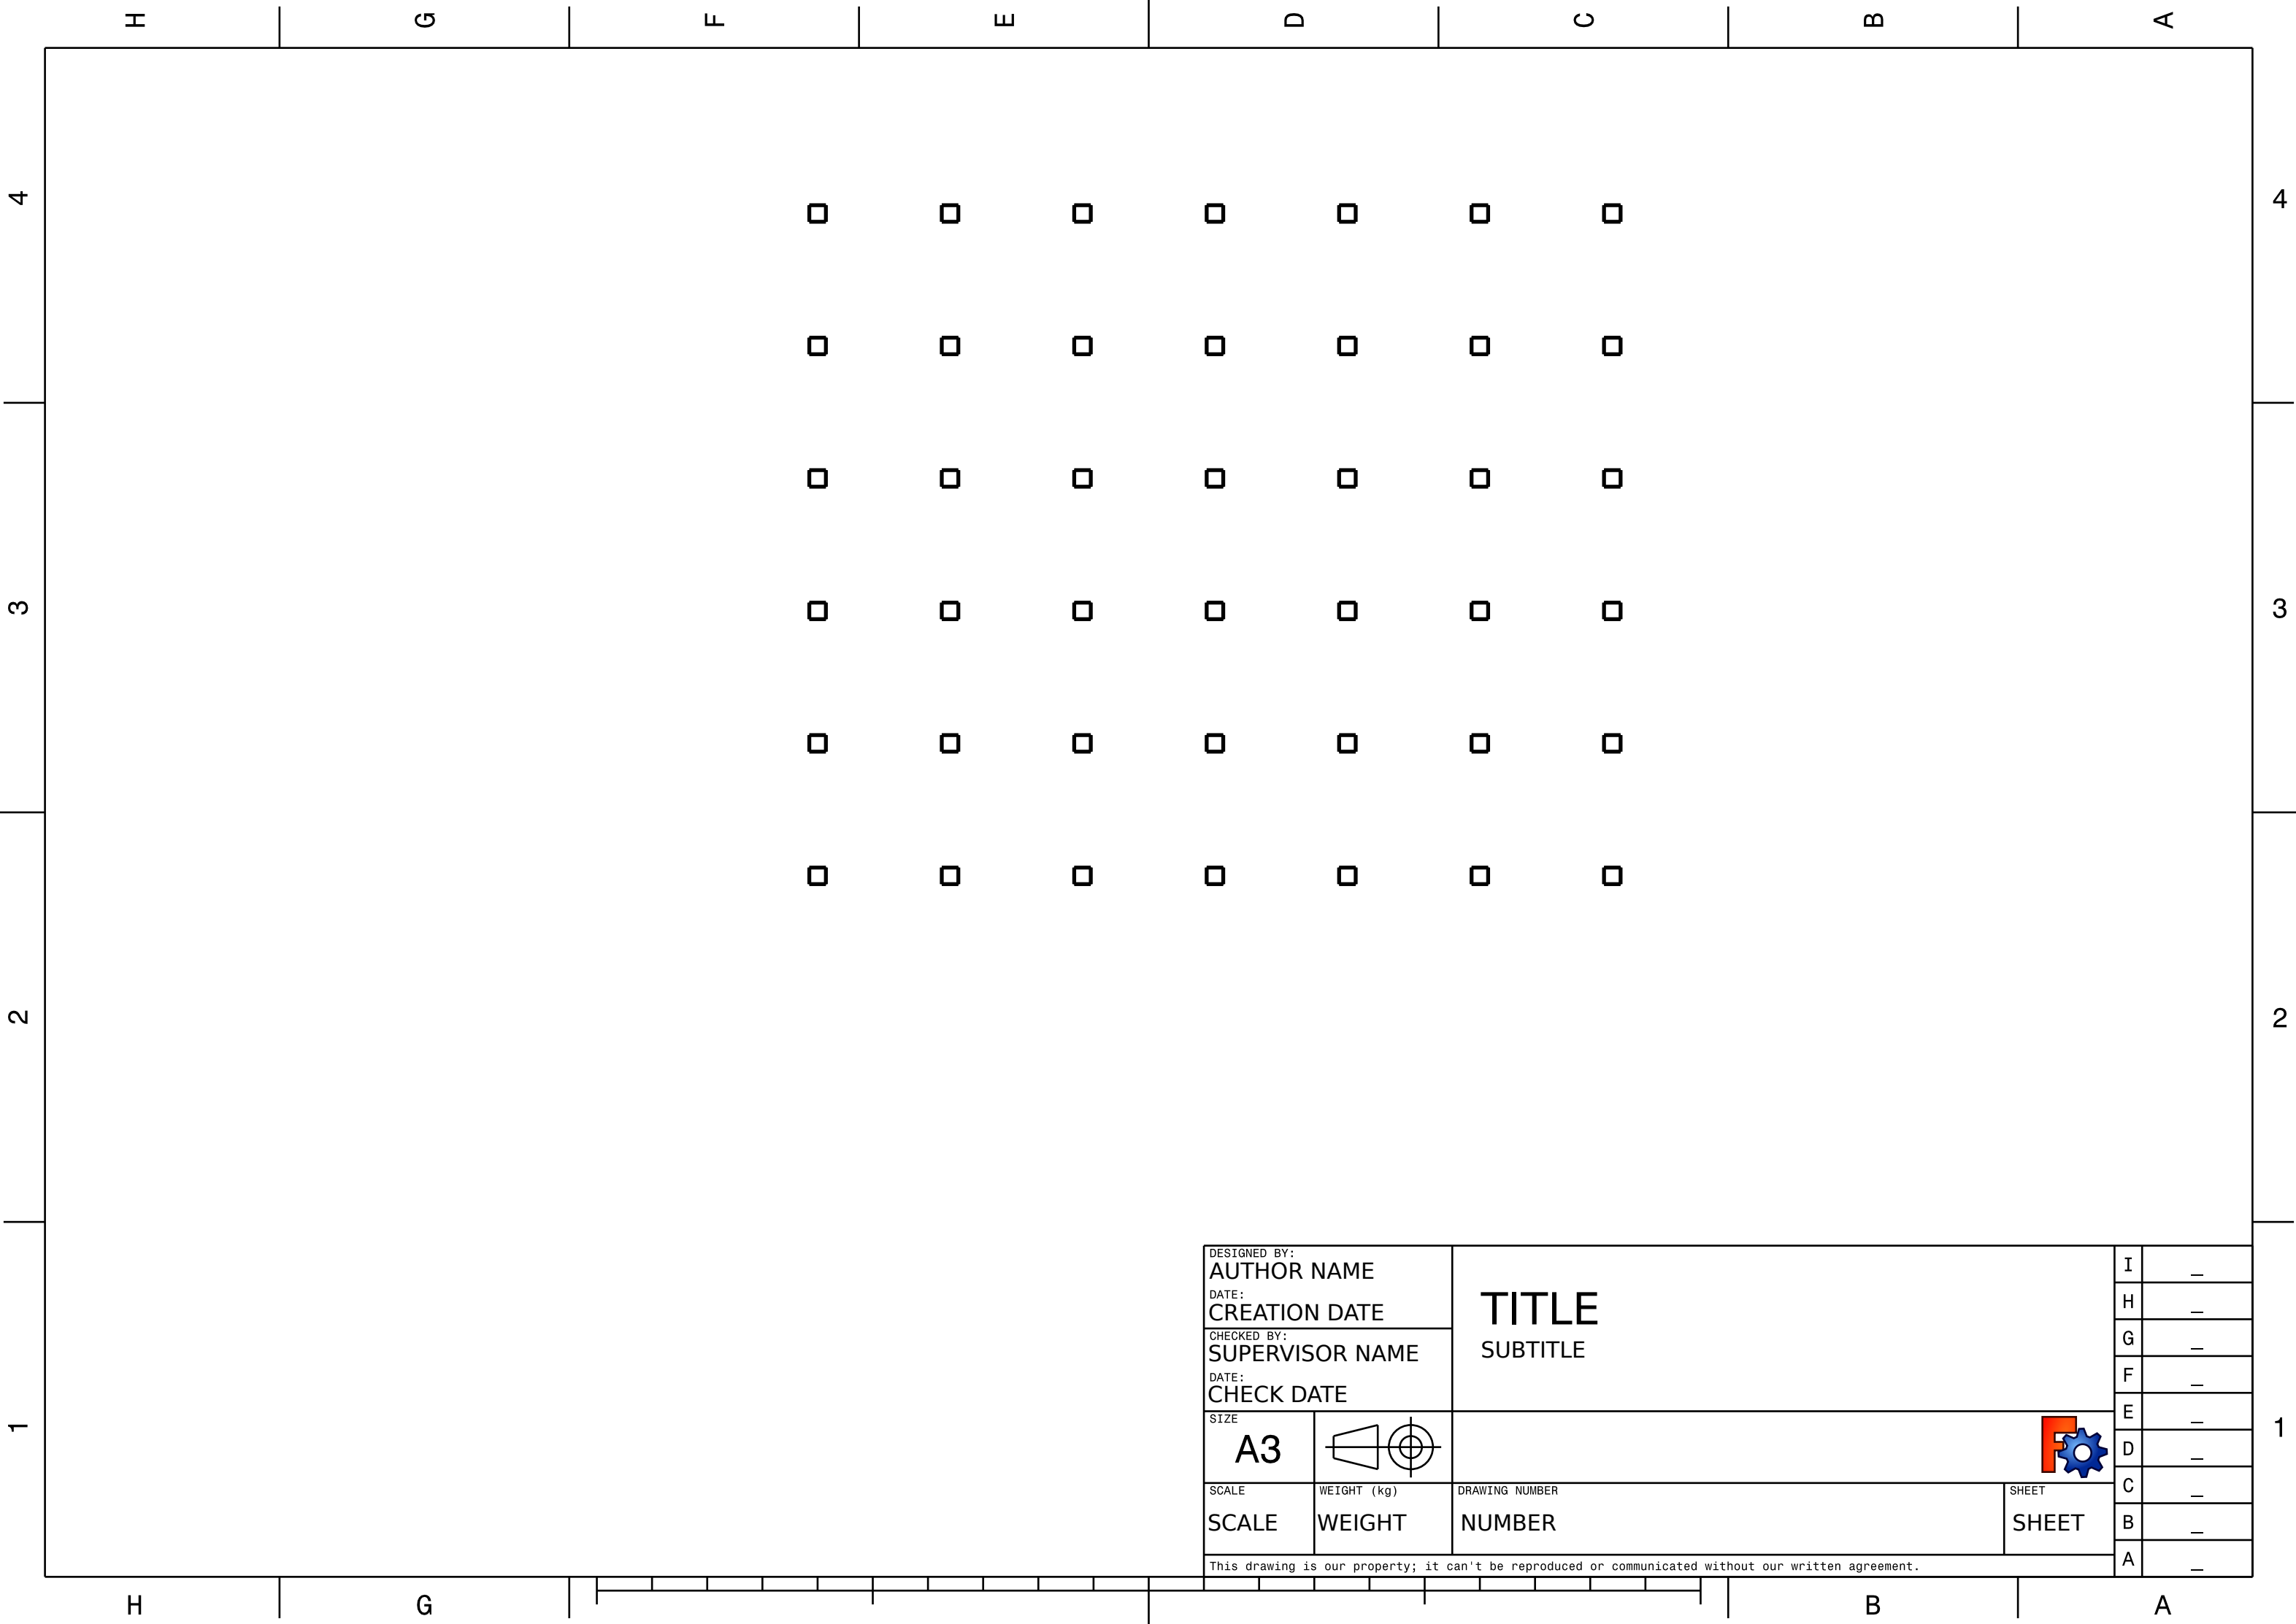 H G F E D C B A
4 4
3 3
2 2
DESIGNED BY:
AUTHOR NAME
DATE:
CREATION DATE
CHECKED BY:
SUPERVISOR NAME
DATE:
CHECK DATE
TITLE
SUBTITLE
I _
H _
G _
F _
E _
D _
C _
B _
A _
1 1
SIZE
A3
SCALE
SCALE
WEIGHT (kg)
WEIGHT
DRAWING NUMBER
NUMBER
SHEET
SHEET
This drawing is our property; it can't be reproduced or communicated without our written agreement.
H G B A